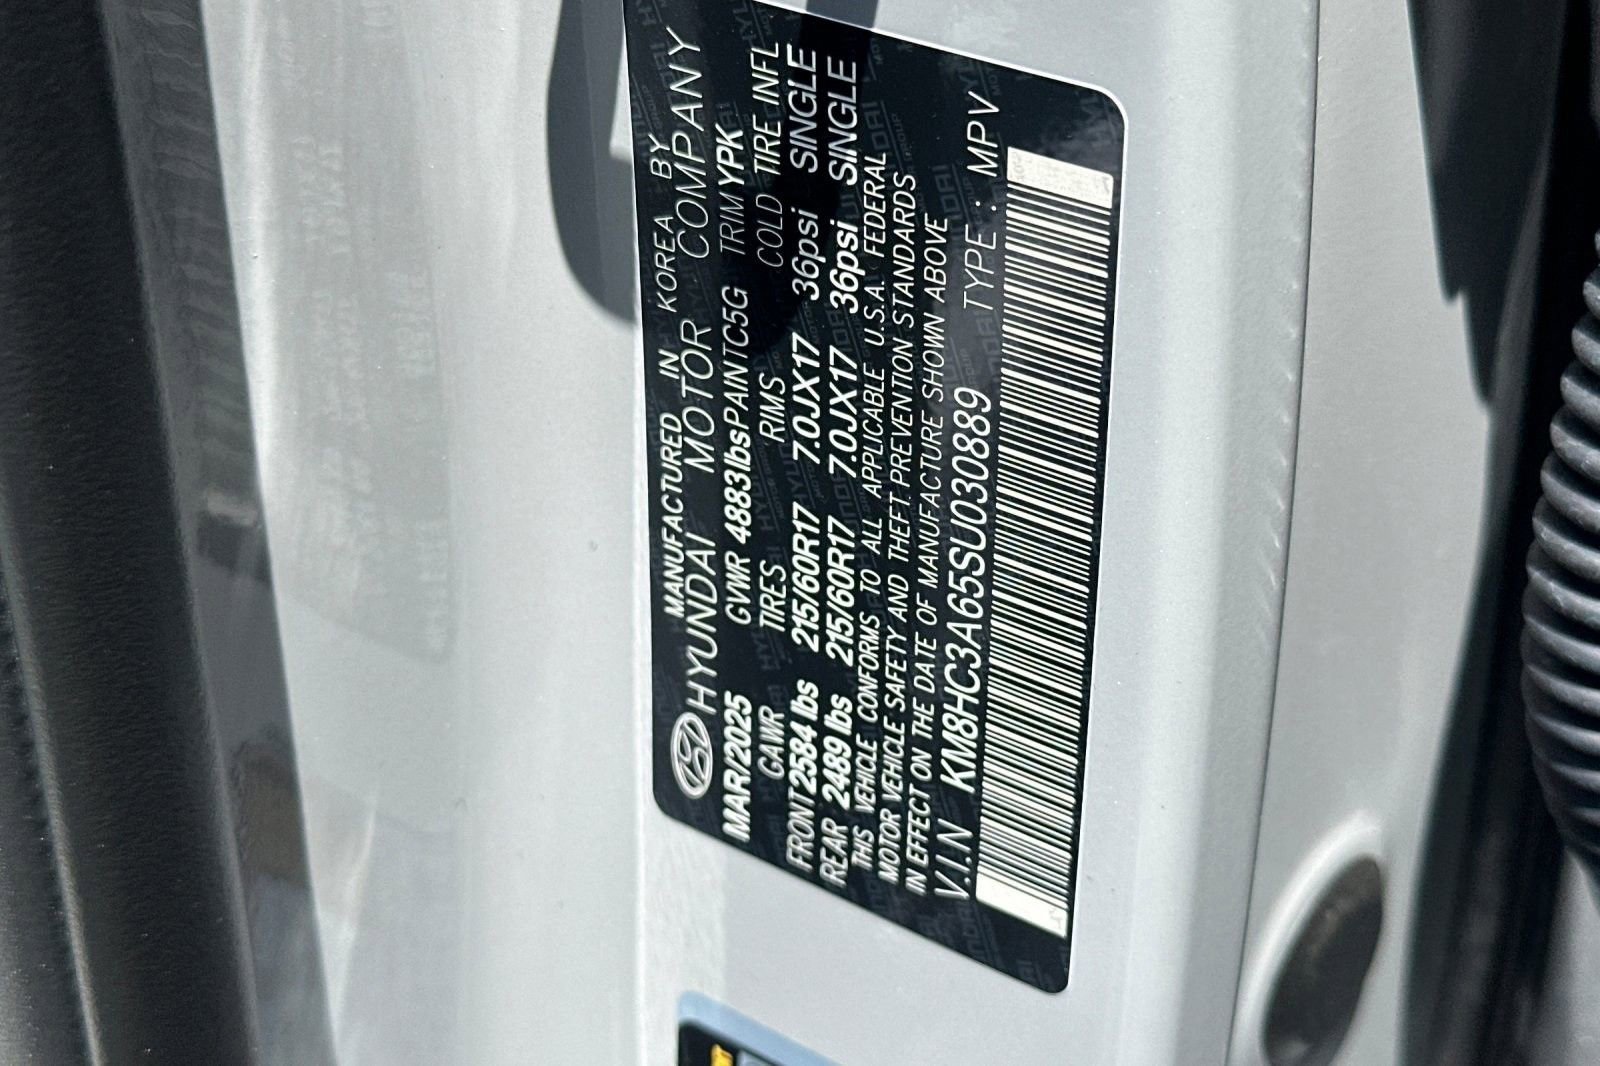 MANUFACTURED IN KOREA BY
HYUNDAI MOTOR COMPANY
MAR/2025 GVWR 4883lbs PAINT C5G TRIM YPK
GAWR TIRES RIMS COLD TIRE INFL
FRONT 2584 lbs 215/60R17 7.0JX17 36psi SINGLE
REAR 2489 lbs 215/60R17 7.0JX17 36psi SINGLE
THIS VEHICLE CONFORMS TO ALL APPLICABLE U.S.A. FEDERAL
MOTOR VEHICLE SAFETY AND THEFT PREVENTION STANDARDS
IN EFFECT ON THE DATE OF MANUFACTURE SHOWN ABOVE
V.I.N KM8HC3A65SU030889 TYPE : MPV